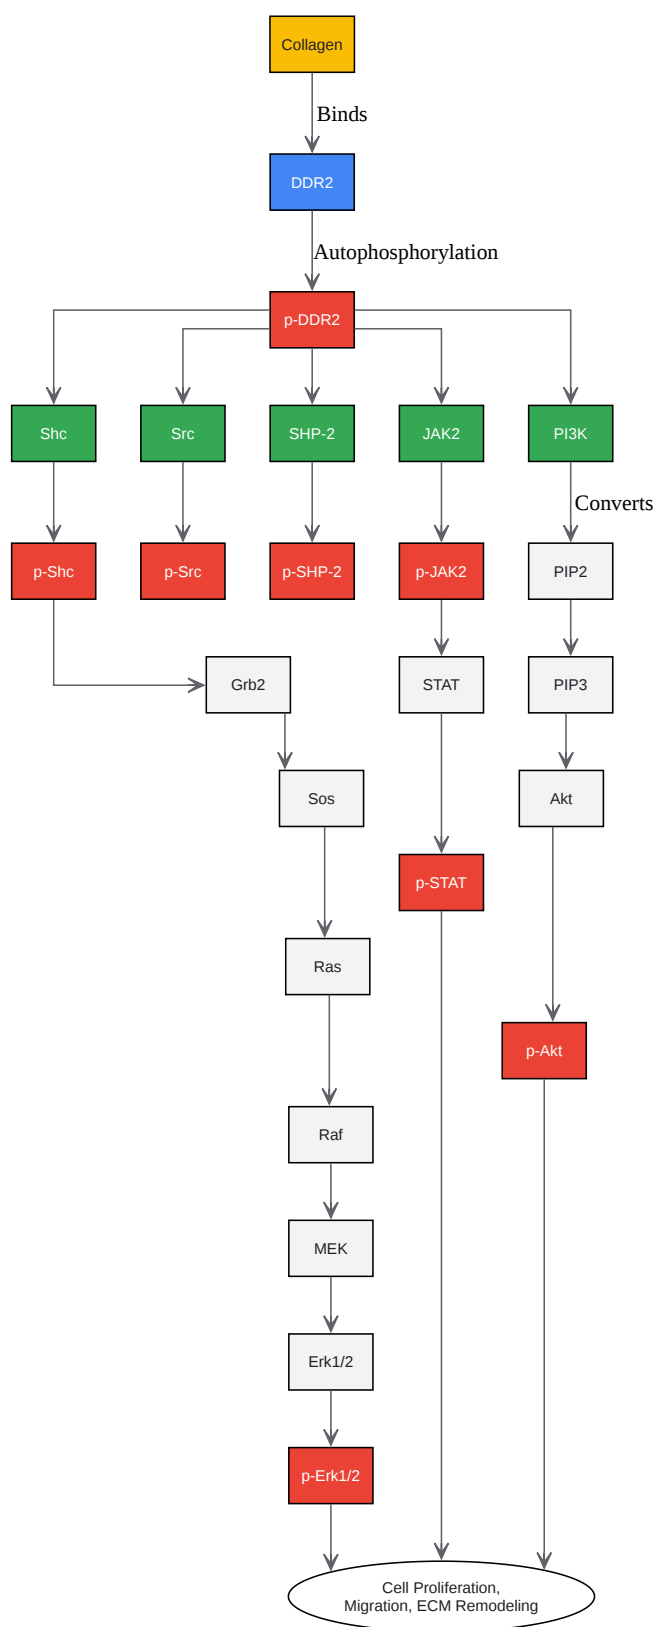 Collagen
Binds
DDR2
Autophosphorylation
p-DDR2
Shc
Src
SHP-2
JAK2
PI3K
Converts
p-Shc
p-Src
p-SHP-2
p-JAK2
PIP2
Grb2
STAT
PIP3
Sos
Akt
p-STAT
Ras
p-Akt
Raf
MEK
Erk1/2
p-Erk1/2
Cell Proliferation,
Migration, ECM Remodeling